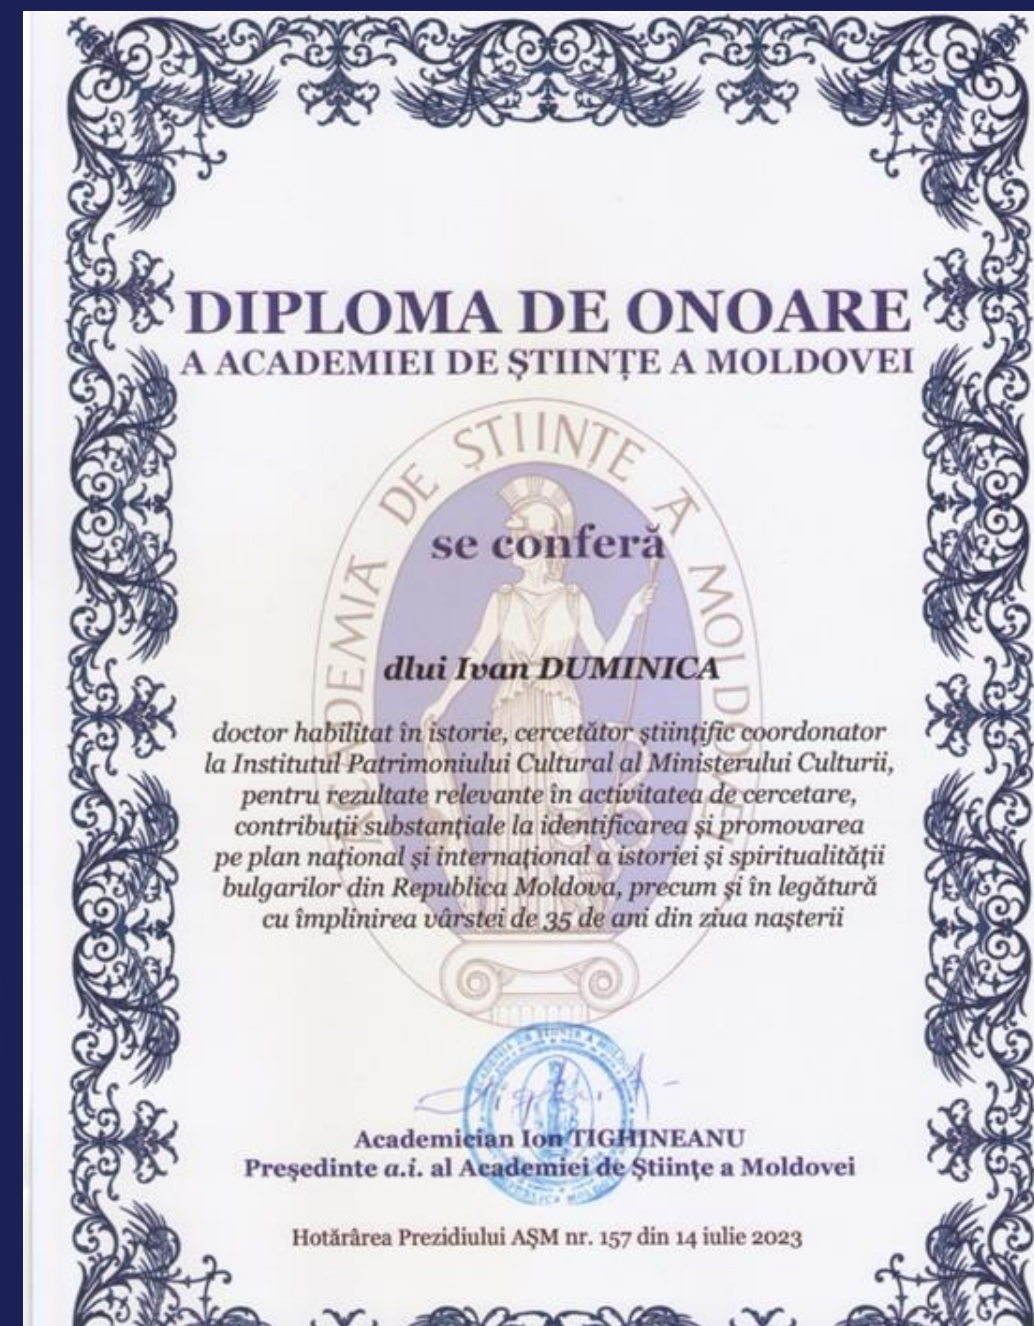 DIPLOMA DE ONOARE
A ACADEMIEI DE ȘTIINȚE A MOLDOVEI
ACADEMIA DE ȘTIINȚE A MOLDOVEI
se conferă
dlui Ivan DUMINICA
doctor habilitat în istorie, cercetător științific coordonator
la Institutul Patrimoniului Cultural al Ministerului Culturii,
pentru rezultate relevante în activitatea de cercetare,
contribuții substanțiale la identificarea și promovarea
pe plan național și internațional a istoriei și spiritualității
bulgarilor din Republica Moldova, precum și în legătură
cu împlinirea vârstei de 35 de ani din ziua nașterii
Academician Ion TIGHINEANU
Președinte a.i. al Academiei de Științe a Moldovei
Hotărârea Prezidiului AȘM nr. 157 din 14 iulie 2023